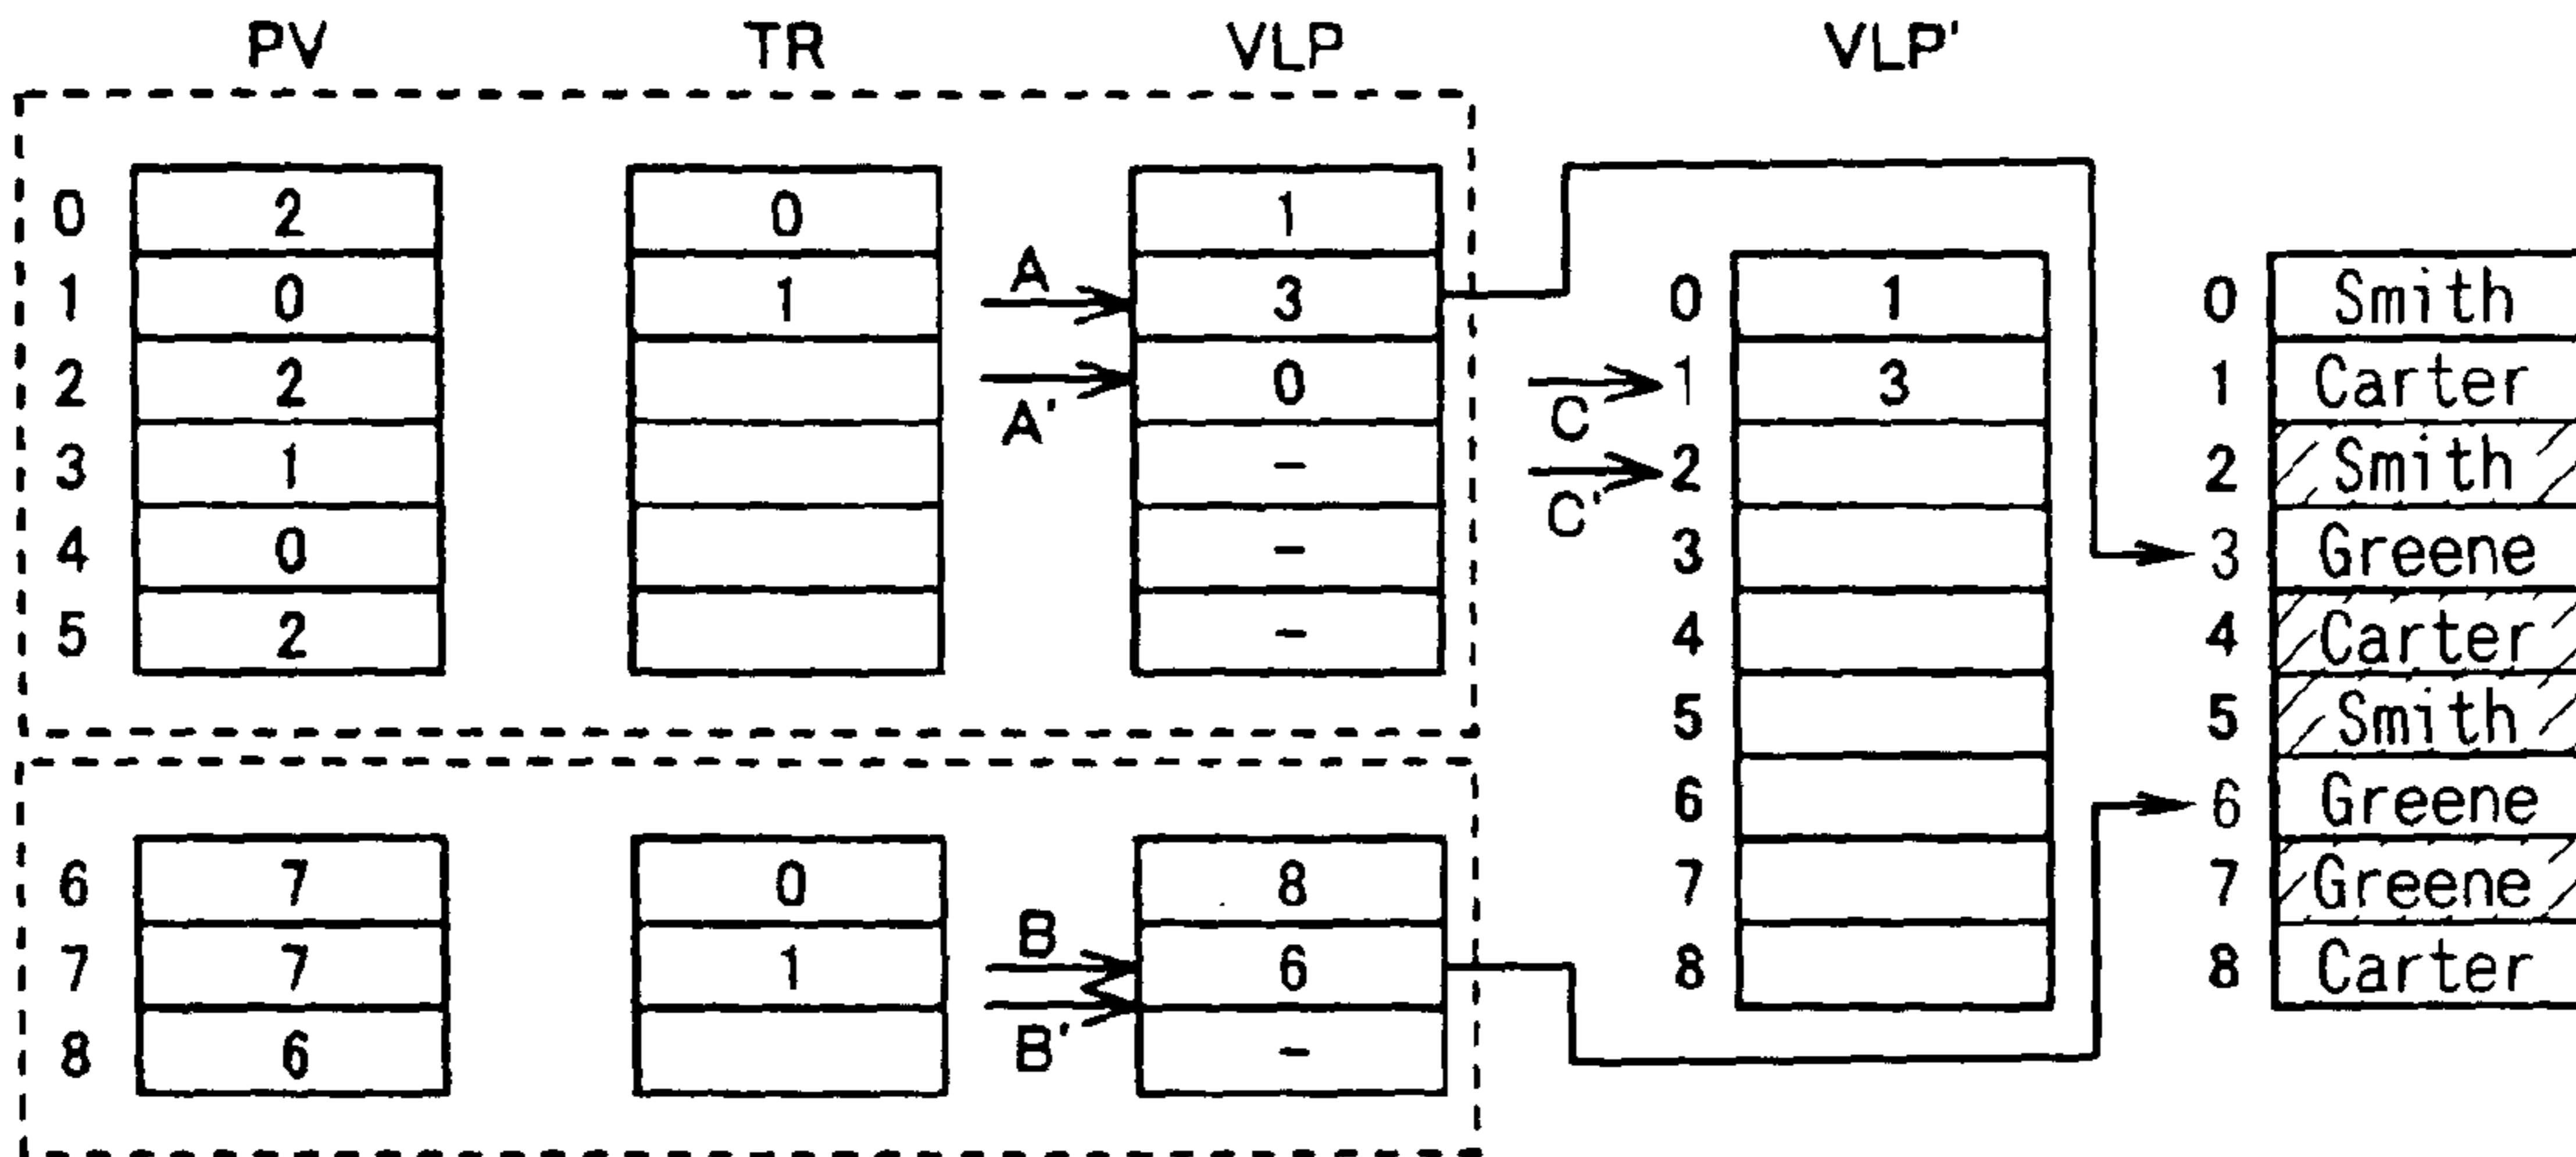 PV TR VLP VLP'
0 2 0 1
1 0 1 A 3 0 1 0 Smith
2 2 A' 0 C 1 3 1 Carter
3 1 - C' 2 2 Smith
4 0 - 3 3 Greene
5 2 - 4 4 Carter
5 5 Smith
6 6 Greene
6 7 0 8 7 7 Greene
7 7 1 B 6 8 8 Carter
8 6 B' -